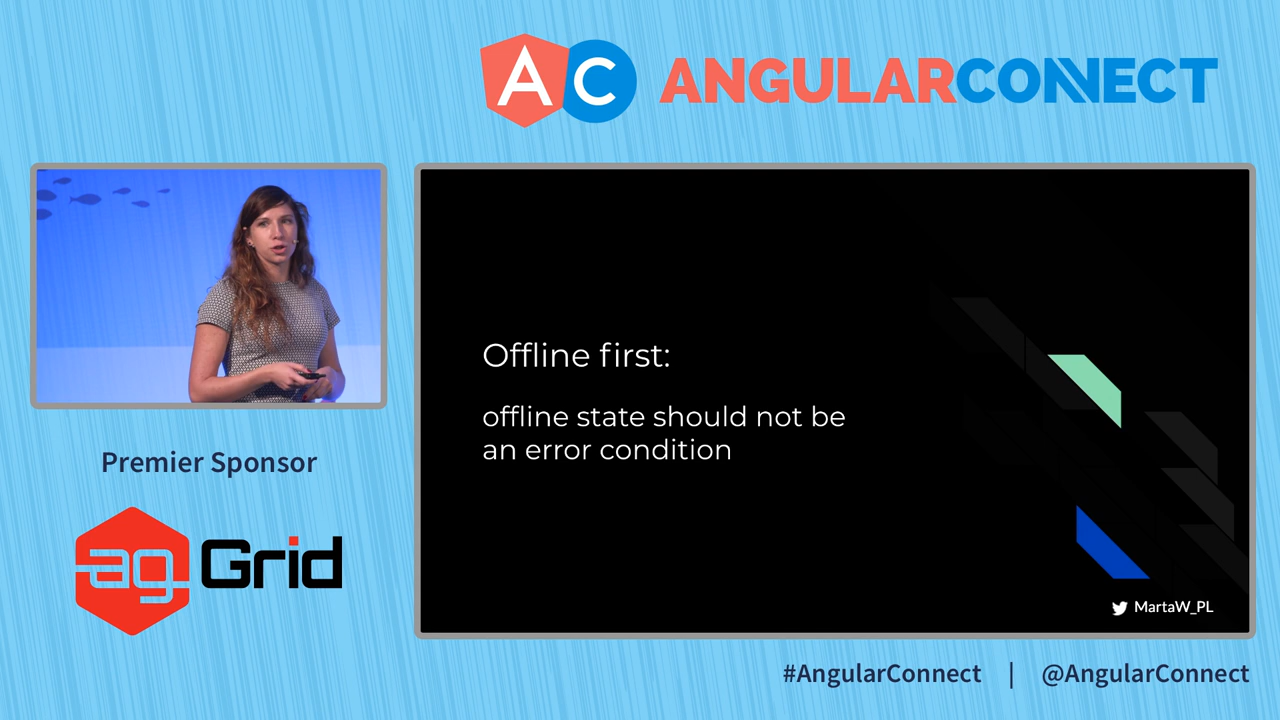 AC ANGULARCONNECT
Offline first:
offline state should not be
an error condition
MartaW_PL
Premier Sponsor
ag Grid
#AngularConnect | @AngularConnect